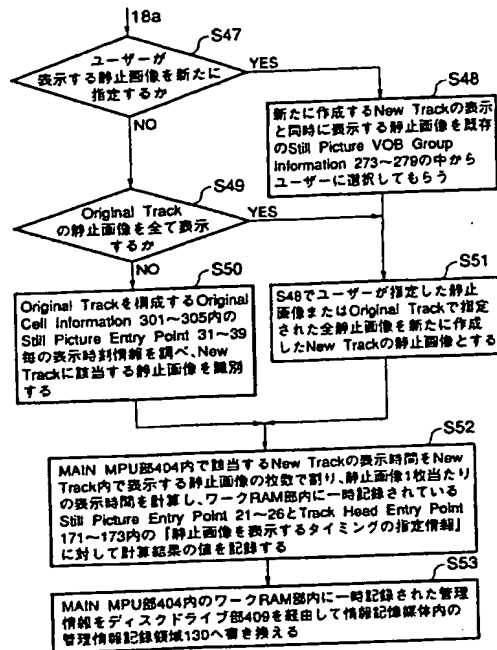 18a
S47
ユーザーが
表示する静止画像を新たに
指定するか
YES
NO
S48
新たに作成するNew Trackの表示
と同時に表示する静止画像を既存
のStill Picture VOB Group
Information 273〜279の中から
ユーザーに選択してもらう
S49
Original Track
の静止画像を全て表示
するか
YES
NO
S50
Original Trackを構成するOriginal
Cell Information 301〜305内の
Still Picture Entry Point 31〜39
毎の表示時刻情報を調べ、New
Trackに該当する静止画像を識別
する
S51
S48でユーザーが指定した静止
画像またはOriginal Trackで指定
された全静止画像を新たに作成
したNew Trackの静止画像とする
S52
MAIN MPU部404内で該当するNew Trackの表示時間をNew
Track内で表示する静止画像の枚数で割り、静止画像1枚当たり
の表示時間を計算し、ワークRAM部内に一時記録されている
Still Picture Entry Point 21〜26とTrack Head Entry Point
171〜173内の『静止画像を表示するタイミングの指定情報』
に対して計算結果の値を記録する
S53
MAIN MPU部404内のワークRAM部内に一時記録された管理
情報をディスクドライブ部409を経由して情報記憶媒体内の
管理情報記録領域130へ書き換える